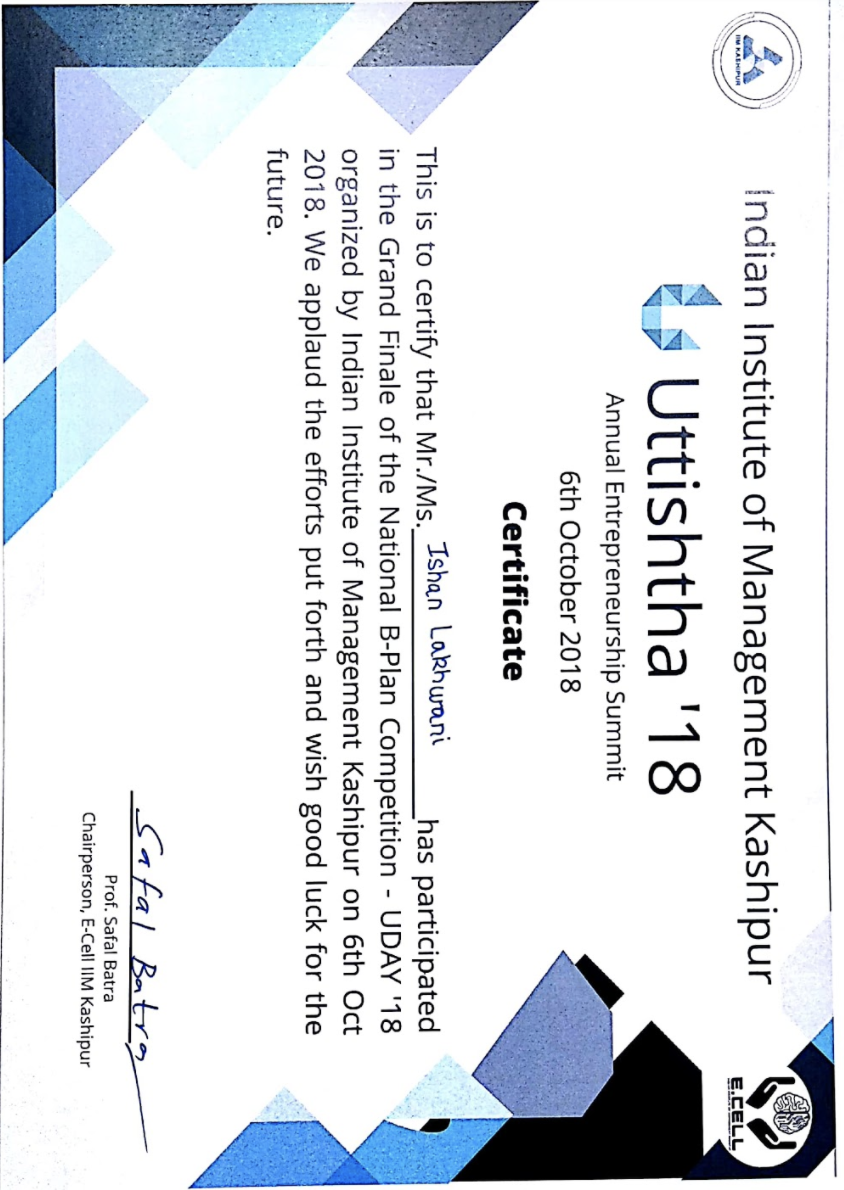 IIM KASHIPUR
Indian Institute of Management Kashipur
E.CELL
Uttishtha '18
Annual Entrepreneurship Summit
6th October 2018
Certificate
This is to certify that Mr./Ms. Ishan Lakhwani has participated
in the Grand Finale of the National B-Plan Competition - UDAY '18
organized by Indian Institute of Management Kashipur on 6th Oct
2018. We applaud the efforts put forth and wish good luck for the
future.
Safal Batra
Prof. Safal Batra
Chairperson, E-Cell IIM Kashipur